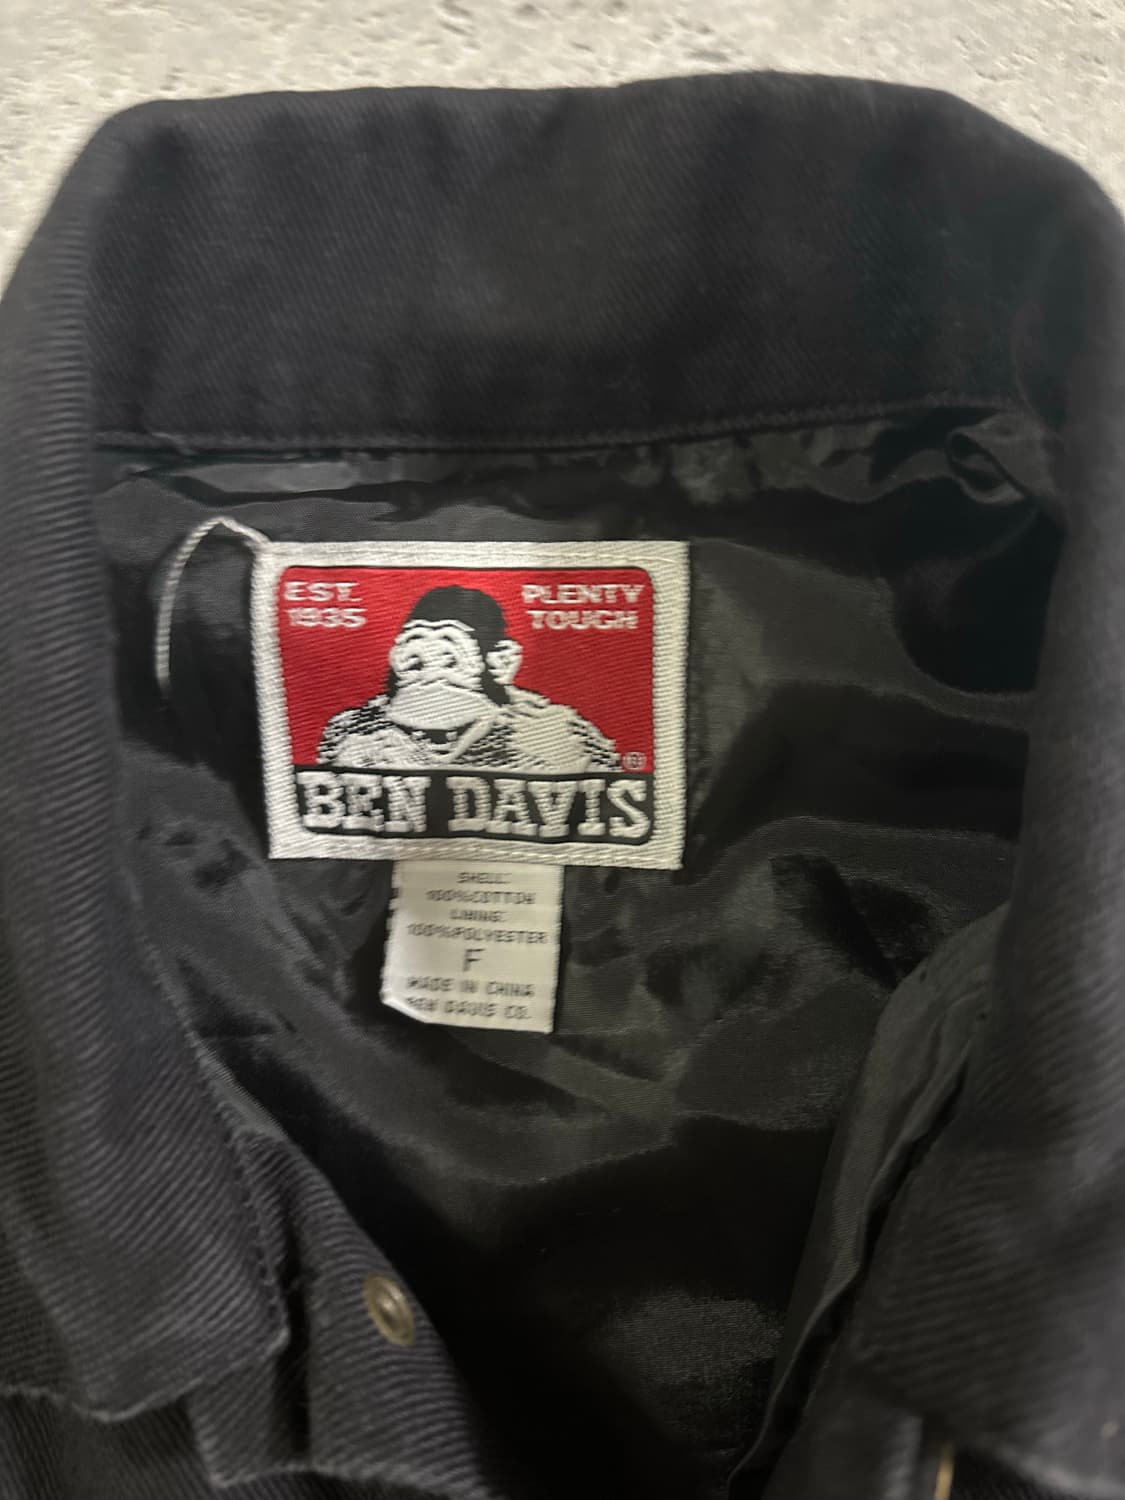 EST.
1935
PLENTY
TOUGH
®
BEN DAVIS
SHELL:
100%COTTON
LINING:
100%POLYESTER
F
MADE IN CHINA
BEN DAVIS CO.